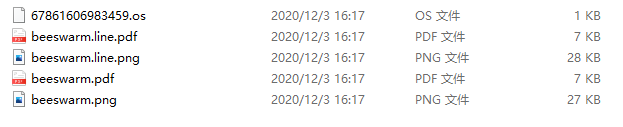 67861606983459.os 2020/12/3 16:17 OS 文件 1 KB
beeswarm.line.pdf 2020/12/3 16:17 PDF 文件 7 KB
beeswarm.line.png 2020/12/3 16:17 PNG 文件 28 KB
beeswarm.pdf 2020/12/3 16:17 PDF 文件 7 KB
beeswarm.png 2020/12/3 16:17 PNG 文件 27 KB